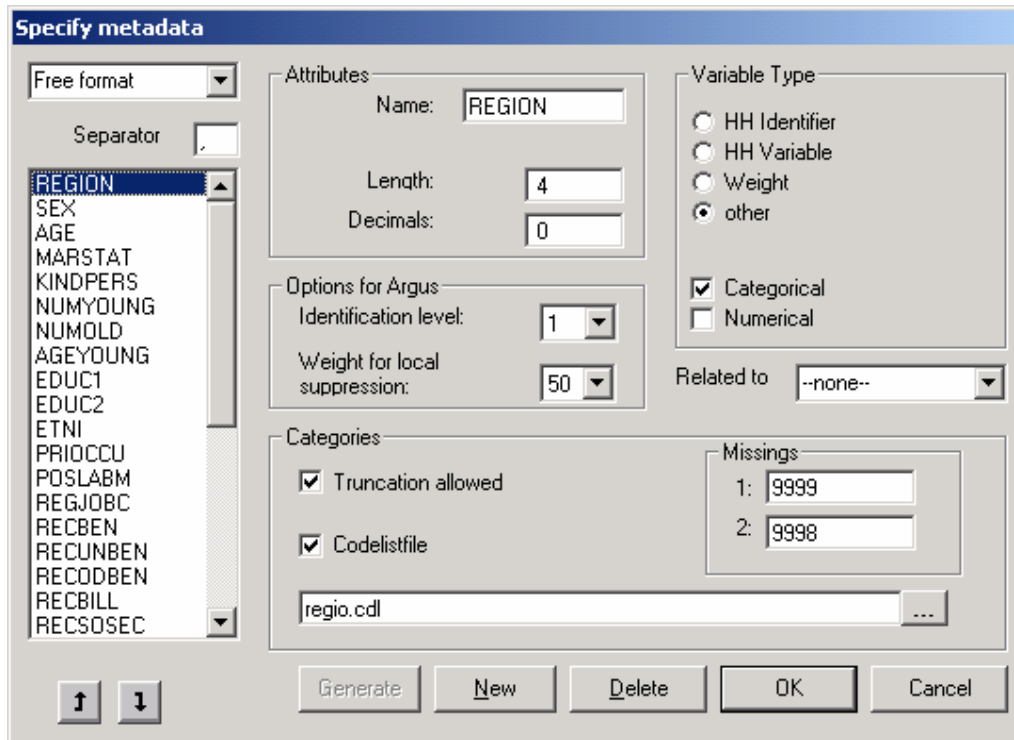 Specify metadata
Free format
Separator ,
REGION
SEX
AGE
MARSTAT
KINDPERS
NUMYOUNG
NUMOLD
AGEYOUNG
EDUC1
EDUC2
ETNI
PRIOCCU
POSLABM
REGJOBC
RECBEN
RECUNBEN
RECODBEN
RECBILL
RECSOSEC
Attributes
Name: REGION
Length: 4
Decimals: 0
Options for Argus
Identification level: 1
Weight for local
suppression: 50
Variable Type
HH Identifier
HH Variable
Weight
other
Categorical
Numerical
Related to --none--
Categories
Truncation allowed
Codelistfile
Missings
1: 9999
2: 9998
regio.cdl ...
Generate New Delete OK Cancel